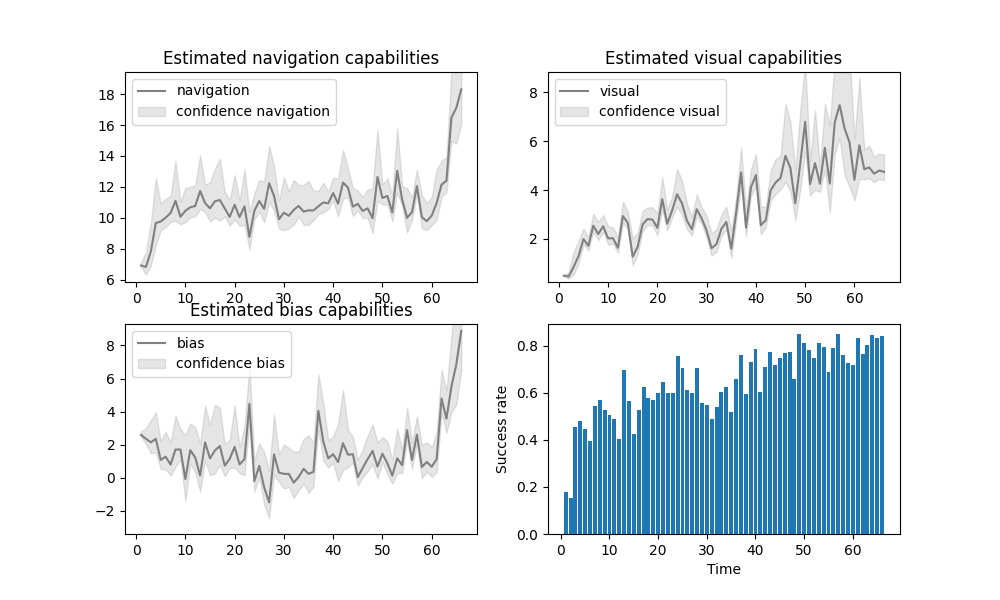 Estimated navigation capabilities
navigation
confidence navigation
18
16
14
12
10
8
6
0 10 20 30 40 50 60
Estimated visual capabilities
visual
confidence visual
8
6
4
2
0 10 20 30 40 50 60
Estimated bias capabilities
bias
confidence bias
8
6
4
2
0
−2
0 10 20 30 40 50 60
Success rate
0.8
0.6
0.4
0.2
0.0
0 10 20 30 40 50 60
Time